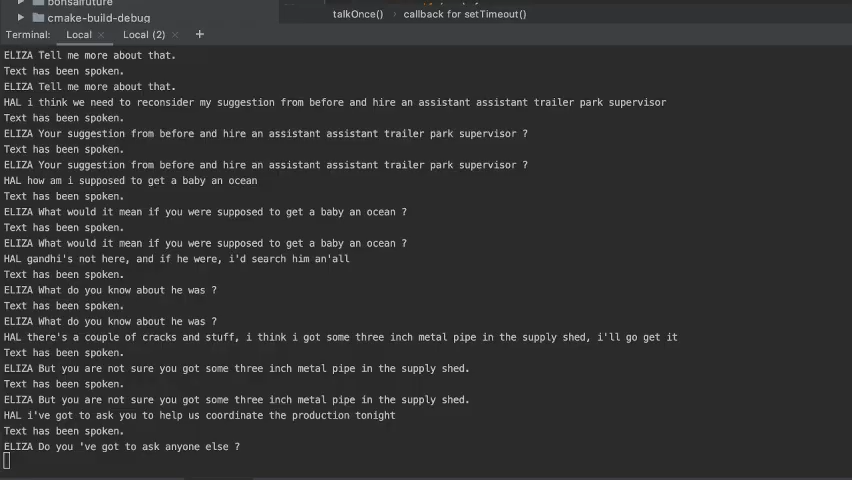 bonsaifuture
cmake-build-debug
talkOnce() › callback for setTimeout()
Terminal: Local × Local (2) × +
ELIZA Tell me more about that.
Text has been spoken.
ELIZA Tell me more about that.
HAL i think we need to reconsider my suggestion from before and hire an assistant assistant trailer park supervisor
Text has been spoken.
ELIZA Your suggestion from before and hire an assistant assistant trailer park supervisor ?
Text has been spoken.
ELIZA Your suggestion from before and hire an assistant assistant trailer park supervisor ?
HAL how am i supposed to get a baby an ocean
Text has been spoken.
ELIZA What would it mean if you were supposed to get a baby an ocean ?
Text has been spoken.
ELIZA What would it mean if you were supposed to get a baby an ocean ?
HAL gandhi's not here, and if he were, i'd search him an'all
Text has been spoken.
ELIZA What do you know about he was ?
Text has been spoken.
ELIZA What do you know about he was ?
HAL there's a couple of cracks and stuff, i think i got some three inch metal pipe in the supply shed, i'll go get it
Text has been spoken.
ELIZA But you are not sure you got some three inch metal pipe in the supply shed.
Text has been spoken.
ELIZA But you are not sure you got some three inch metal pipe in the supply shed.
HAL i've got to ask you to help us coordinate the production tonight
Text has been spoken.
ELIZA Do you 've got to ask anyone else ?